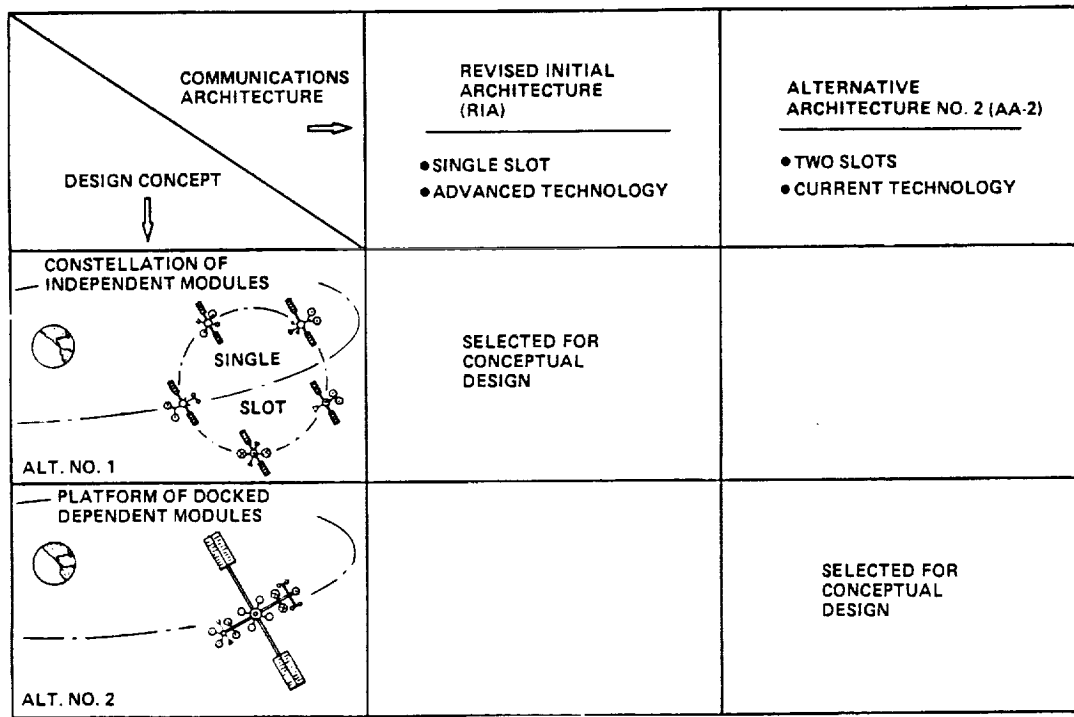 COMMUNICATIONS
ARCHITECTURE
DESIGN CONCEPT
REVISED INITIAL
ARCHITECTURE
(RIA)
●SINGLE SLOT
●ADVANCED TECHNOLOGY
ALTERNATIVE
ARCHITECTURE NO. 2 (AA-2)
●TWO SLOTS
●CURRENT TECHNOLOGY
CONSTELLATION OF
INDEPENDENT MODULES
SINGLE
SLOT
ALT. NO. 1
SELECTED FOR
CONCEPTUAL
DESIGN
PLATFORM OF DOCKED
DEPENDENT MODULES
ALT. NO. 2
SELECTED FOR
CONCEPTUAL
DESIGN